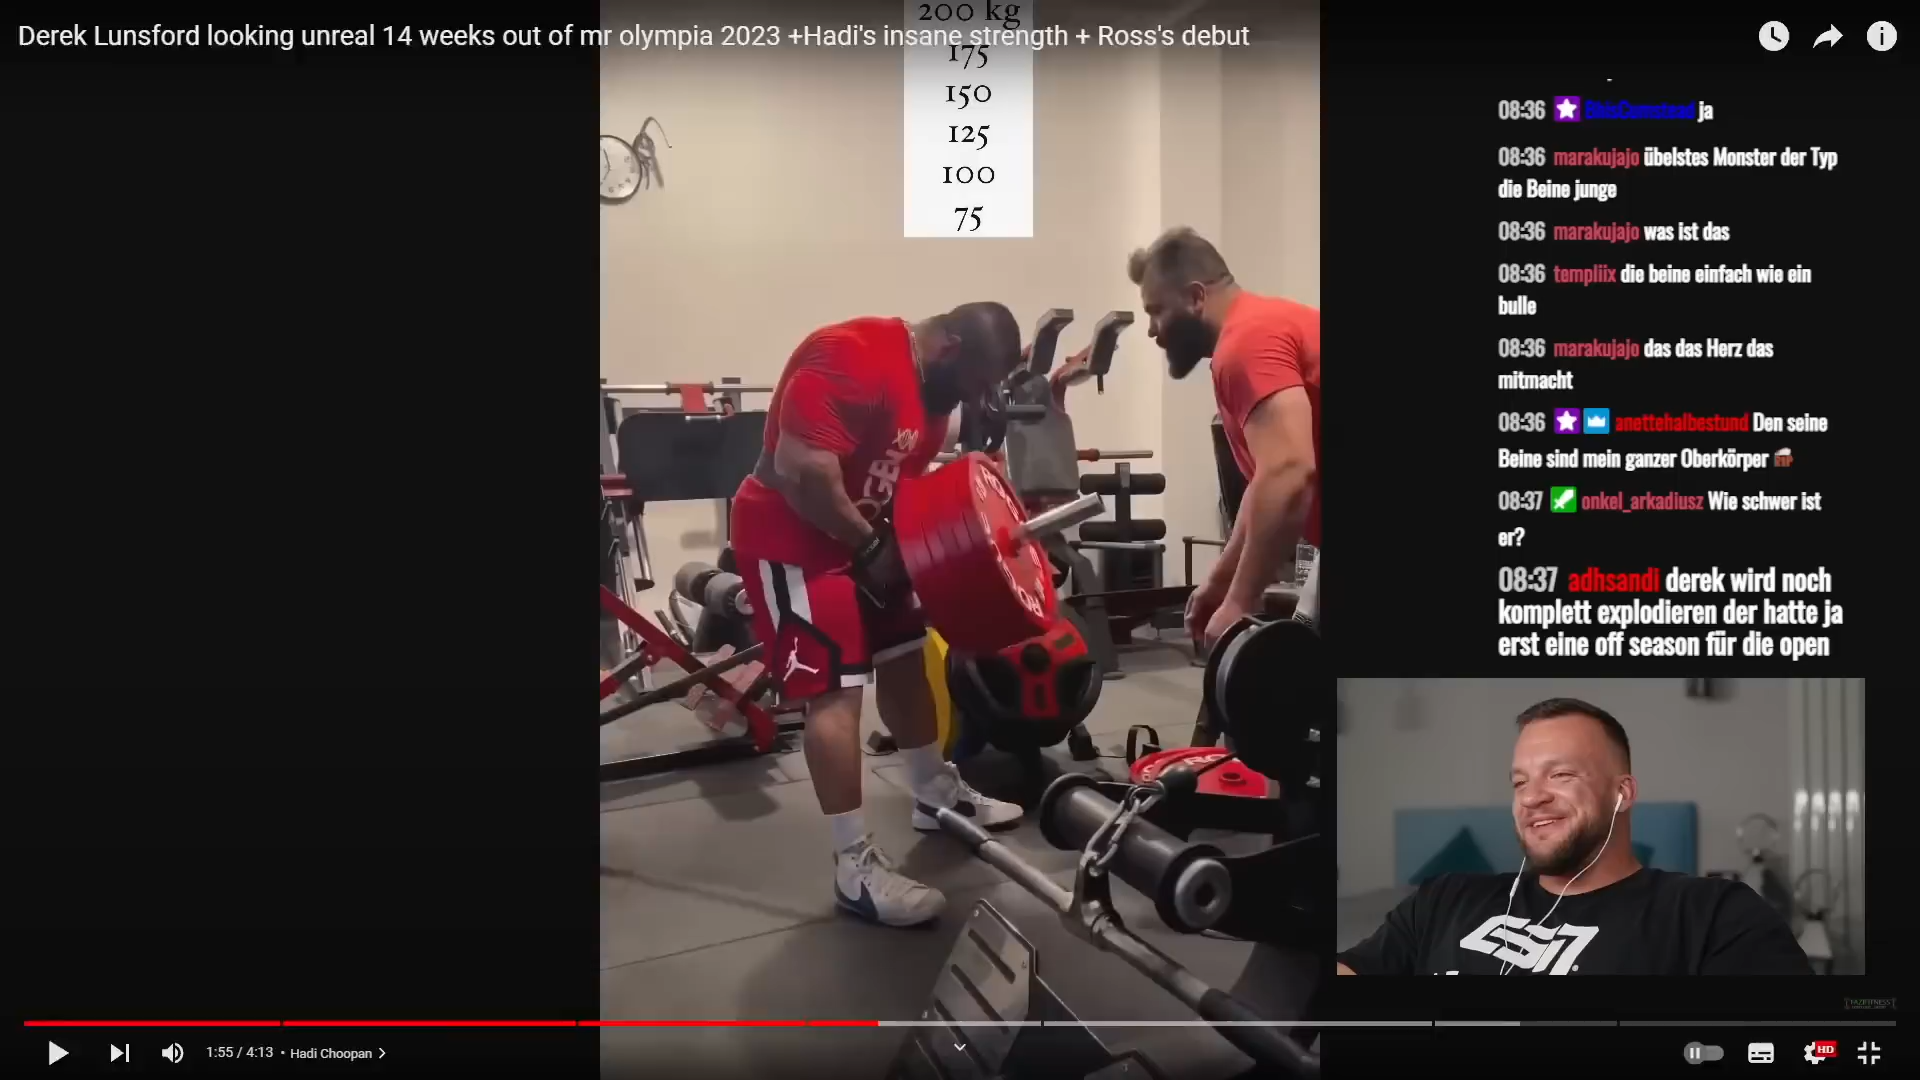 Derek Lunsford looking unreal 14 weeks out of mr olympia 2023 +Hadi's insane strength + Ross's debut
200 kg
175
150
125
100
75
08:36 ja
08:36 marakujajo übelstes Monster der Typ
die Beine junge
08:36 marakujajo was ist das
08:36 templiix die beine einfach wie ein
bulle
08:36 marakujajo das das Herz das
mitmacht
08:36 anettehalbestund Den seine
Beine sind mein ganzer Oberkörper
08:37 onkel_arkadiusz Wie schwer ist
er?
08:37 adhsandi derek wird noch
komplett explodieren der hatte ja
erst eine off season für die open
1:55 / 4:13 • Hadi Choopan
HD